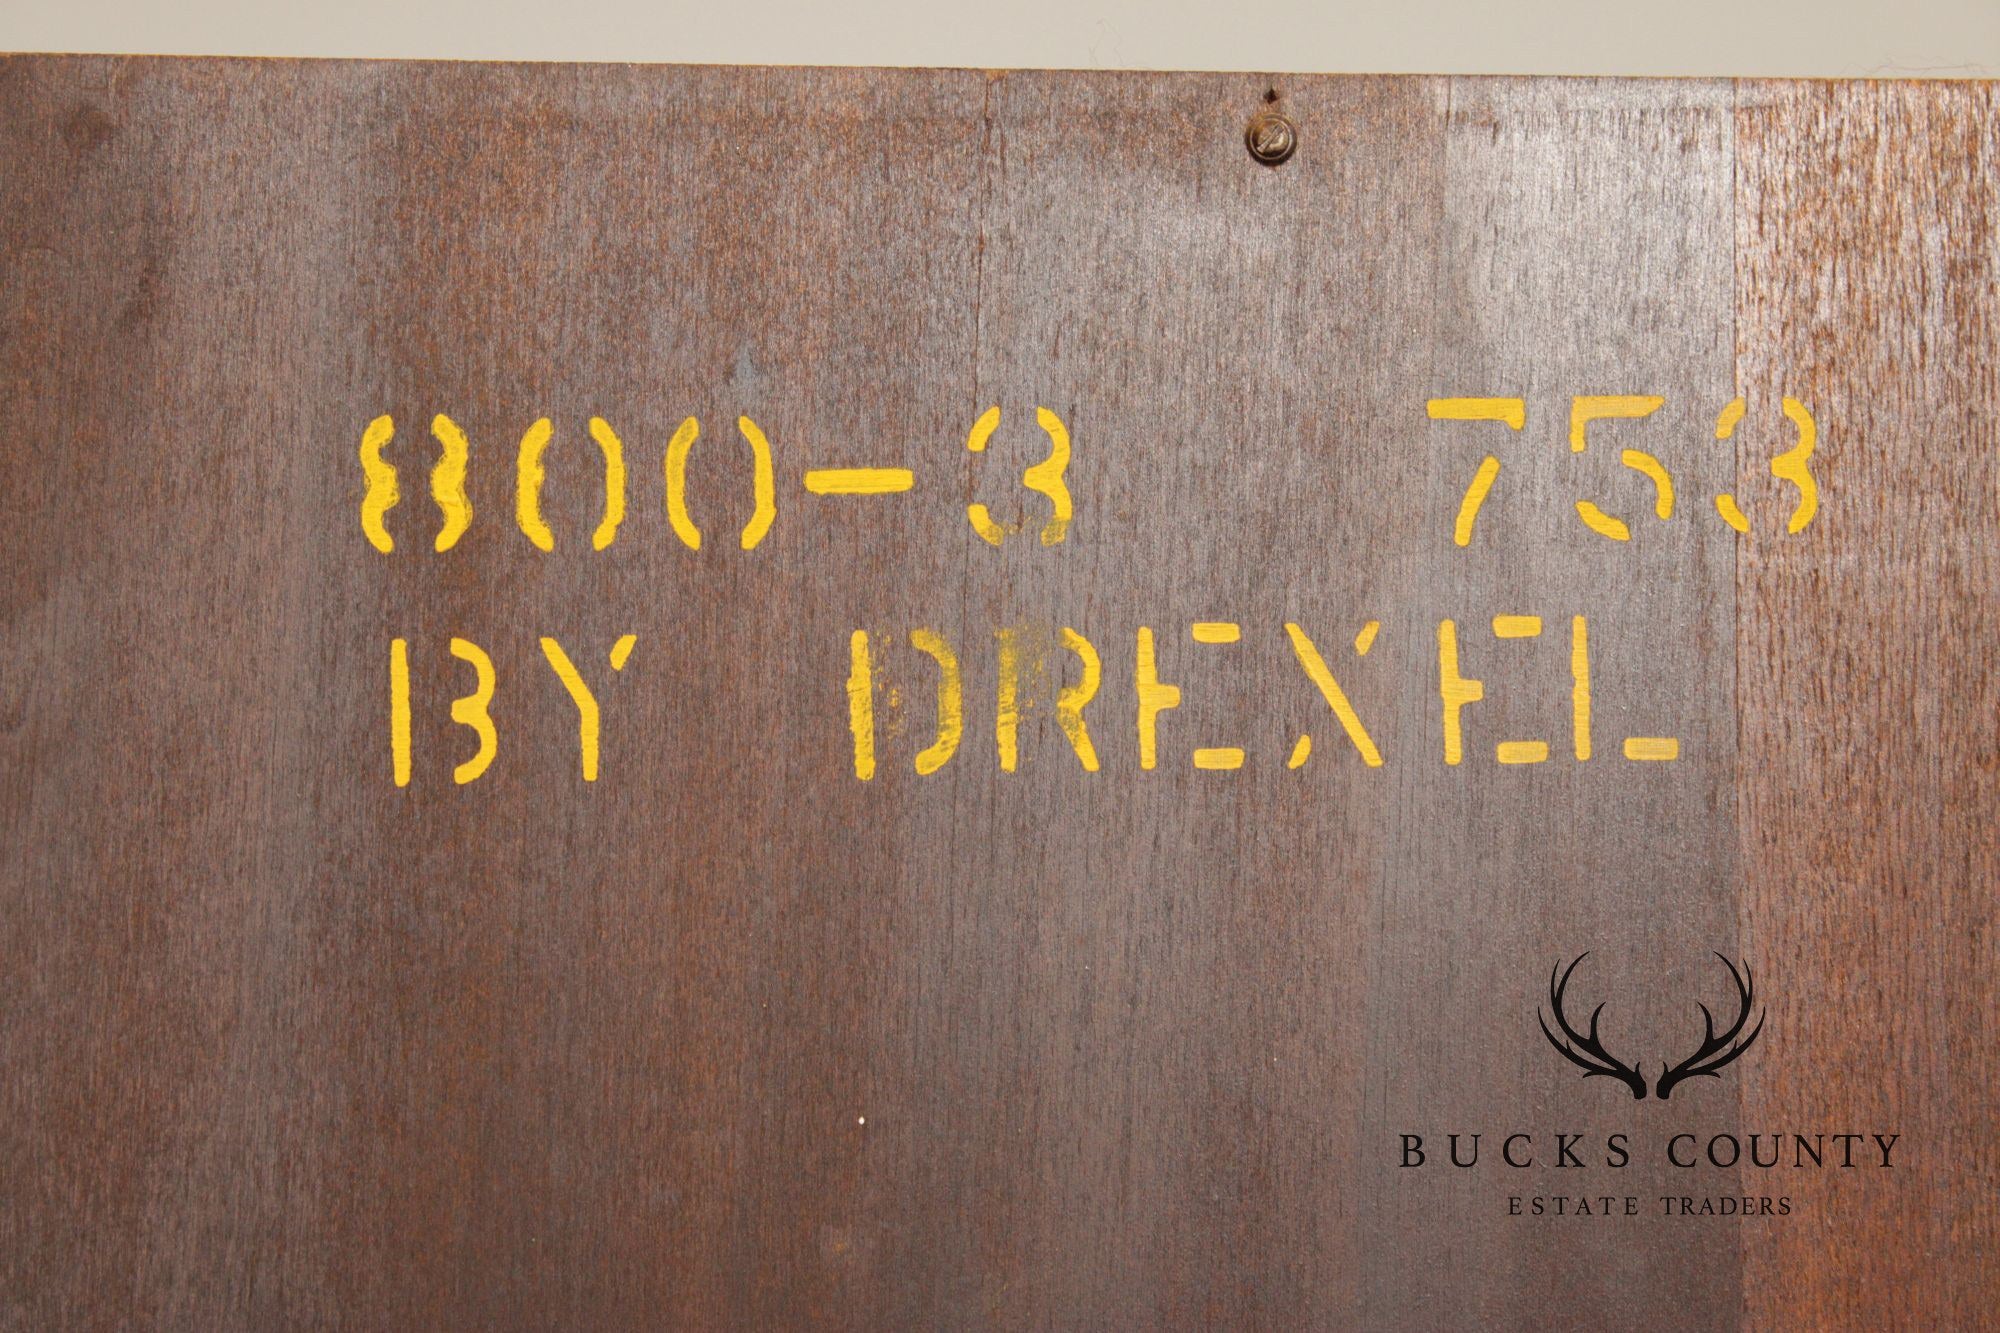 800-3 753
BY DREXEL
BUCKS COUNTY
ESTATE TRADERS